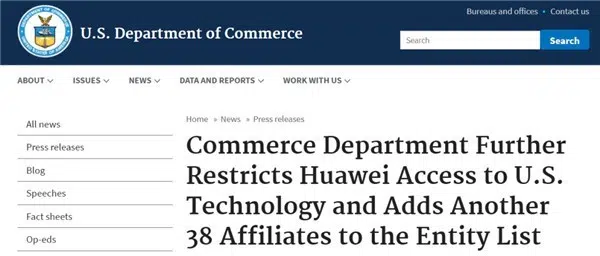 Bureaus and offices • Contact us
U.S. Department of Commerce
Search
Search
ABOUT
ISSUES
NEWS
DATA AND REPORTS
WORK WITH US
All news
Press releases
Blog
Speeches
Fact sheets
Op-eds
Home » News » Press releases
Commerce Department Further
Restricts Huawei Access to U.S.
Technology and Adds Another
38 Affiliates to the Entity List